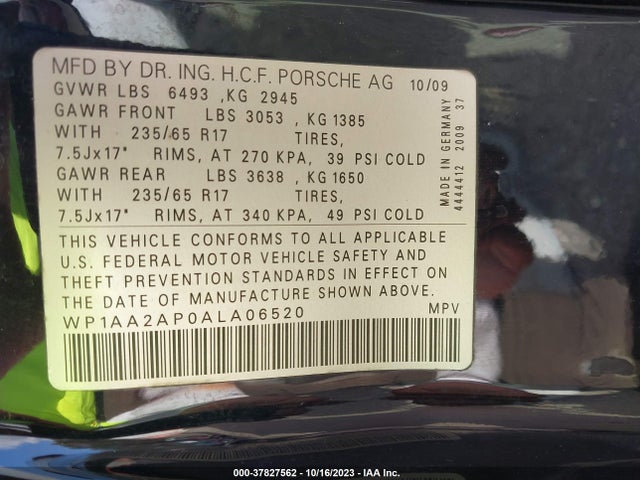 MFD BY DR. ING. H.C.F. PORSCHE AG 10/09
GVWR LBS 6493 ,KG 2945
GAWR FRONT LBS 3053 ,KG 1385
WITH 235/65 R17 TIRES,
7.5Jx17" RIMS, AT 270 KPA, 39 PSI COLD
GAWR REAR LBS 3638 ,KG 1650
WITH 235/65 R17 TIRES,
7.5Jx17" RIMS, AT 340 KPA, 49 PSI COLD
MADE IN GERMANY
4444412 2009 37
THIS VEHICLE CONFORMS TO ALL APPLICABLE
U.S. FEDERAL MOTOR VEHICLE SAFETY AND
THEFT PREVENTION STANDARDS IN EFFECT ON
THE DATE OF MANUFACTURE SHOWN ABOVE.
WP1AA2AP0ALA06520 MPV
000-37827562 - 10/16/2023 - IAA Inc.